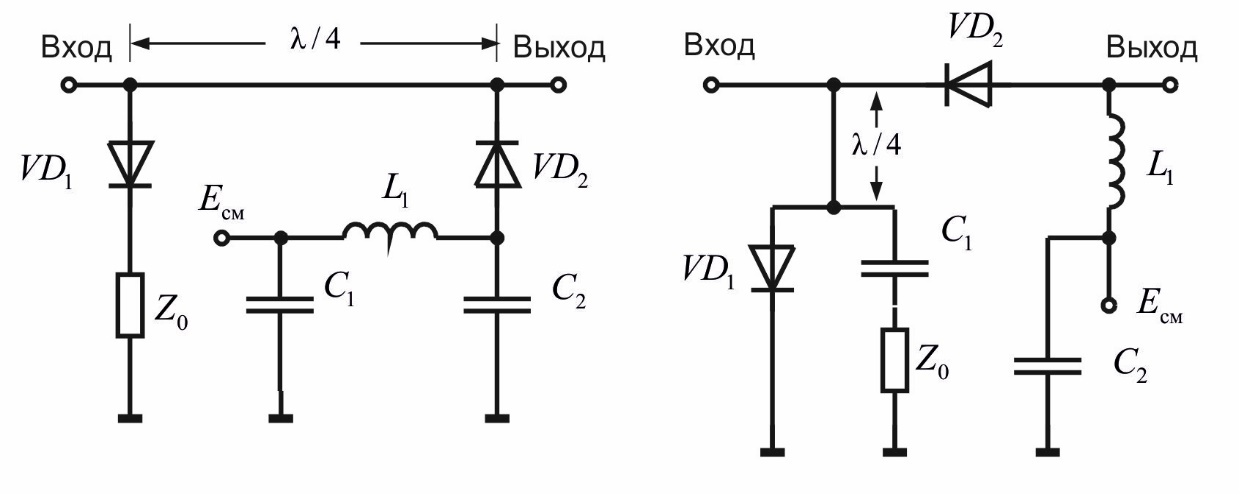 Вход λ/4 Выход
VD₁ VD₂
Eсм L₁
C₁ C₂
Z₀
Вход VD₂ Выход
λ/4 L₁
C₁
VD₁ Eсм
Z₀ C₂